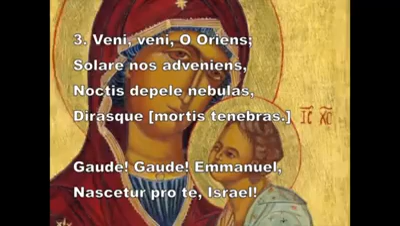 3. Veni, veni, O Oriens;
Solare nos adveniens,
Noctis depele nebulas,
Dirasque [mortis tenebras.]
Gaude! Gaude! Emmanuel,
Nascetur pro te, Israel!
IC XC